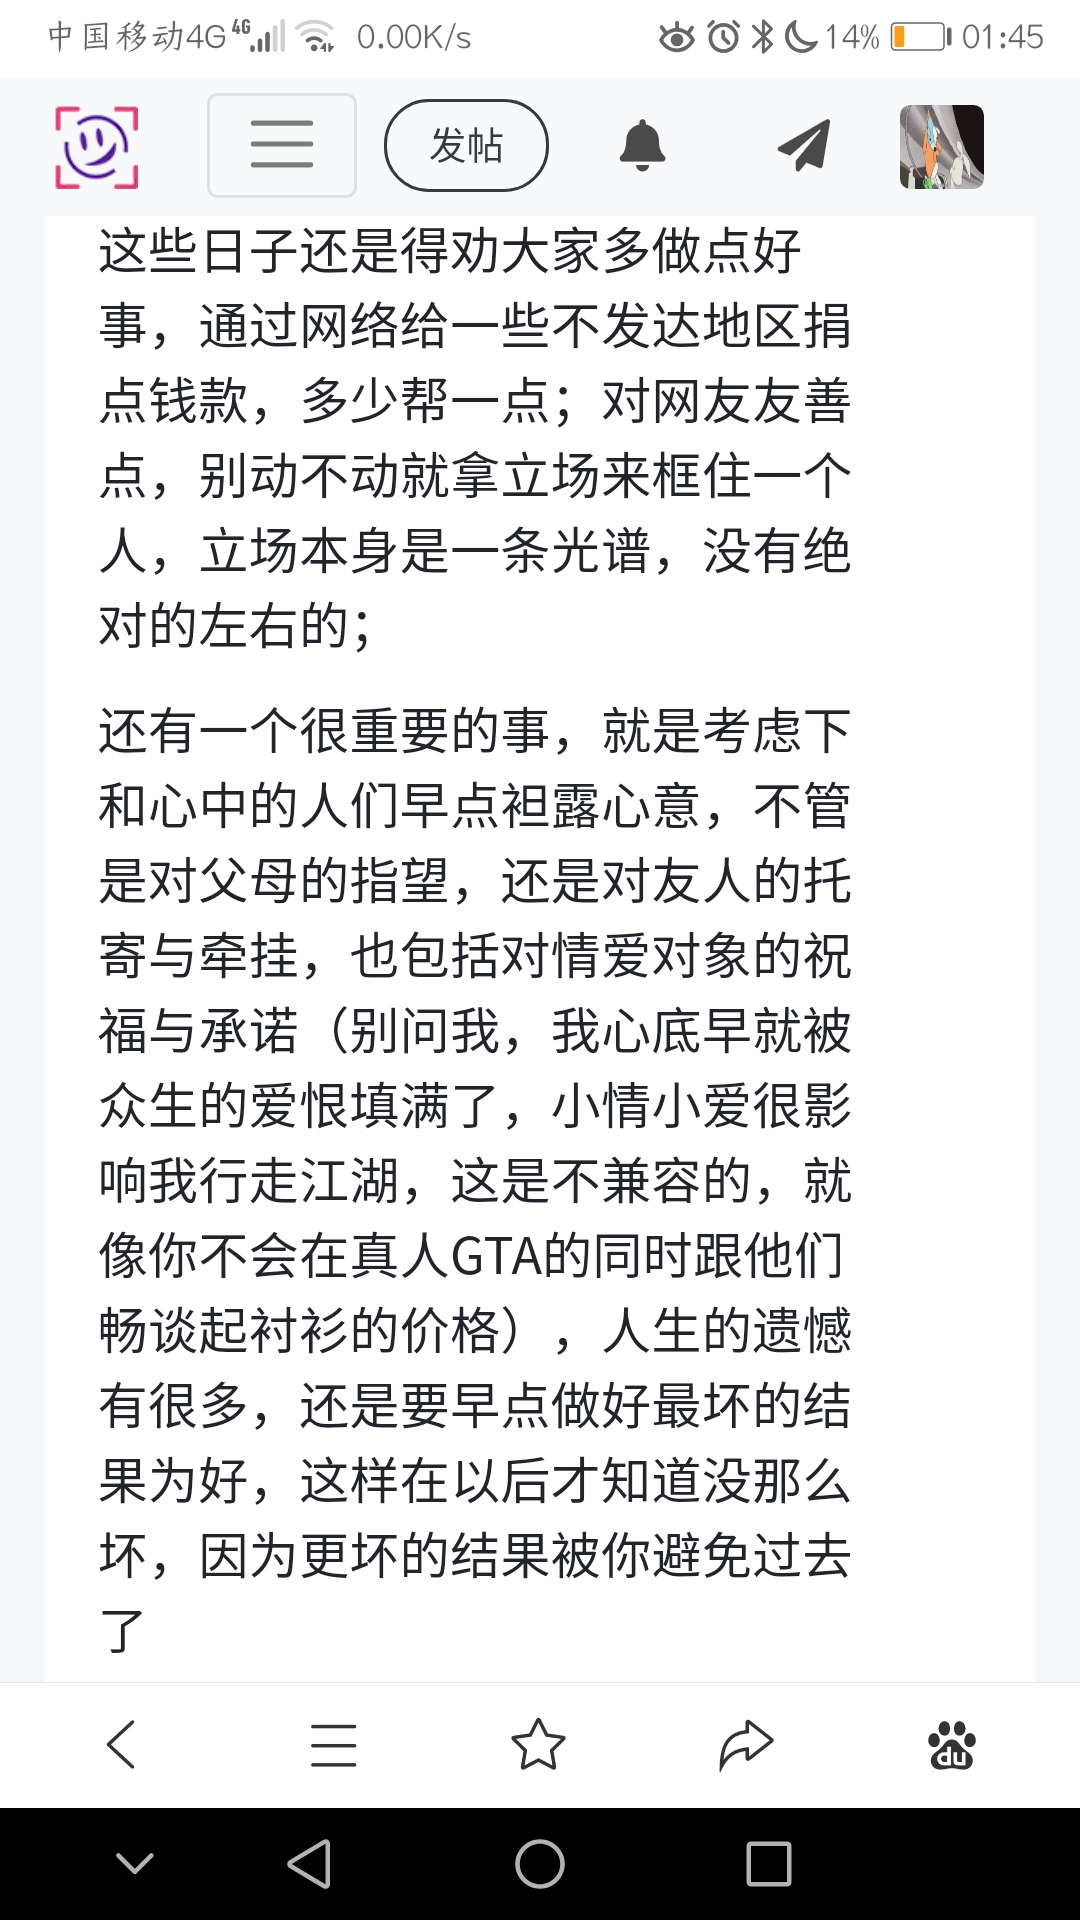 中国移动4G 4G 0.00K/s 14% 01:45
发帖
这些日子还是得劝大家多做点好
事，通过网络给一些不发达地区捐
点钱款，多少帮一点；对网友友善
点，别动不动就拿立场来框住一个
人，立场本身是一条光谱，没有绝
对的左右的；
还有一个很重要的事，就是考虑下
和心中的人们早点袒露心意，不管
是对父母的指望，还是对友人的托
寄与牵挂，也包括对情爱对象的祝
福与承诺（别问我，我心底早就被
众生的爱恨填满了，小情小爱很影
响我行走江湖，这是不兼容的，就
像你不会在真人GTA的同时跟他们
畅谈起衬衫的价格），人生的遗憾
有很多，还是要早点做好最坏的结
果为好，这样在以后才知道没那么
坏，因为更坏的结果被你避免过去
了
du